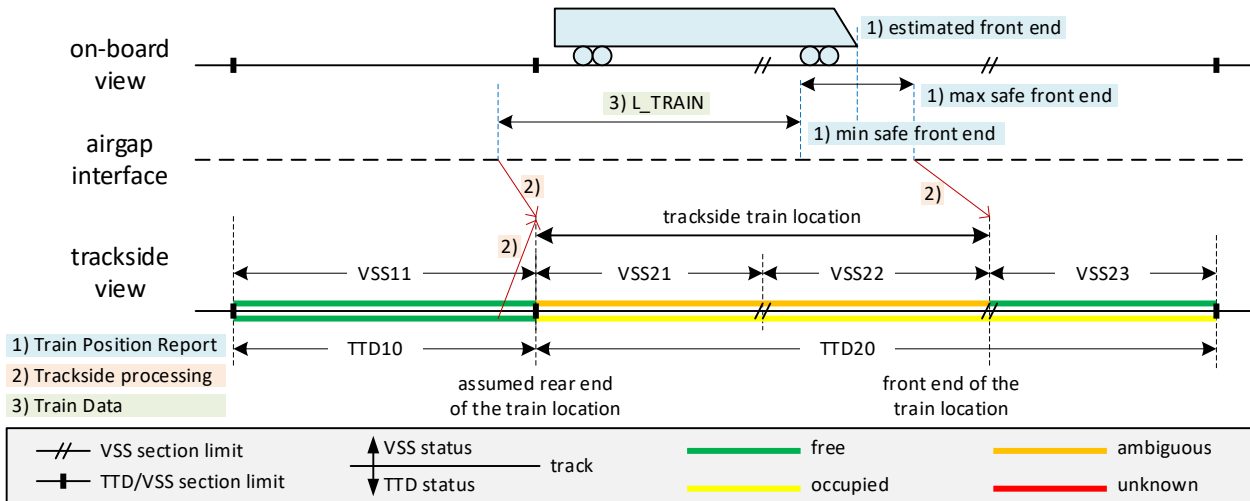 on-board
view
1) estimated front end
1) max safe front end
3) L_TRAIN
1) min safe front end
airgap
interface
2)
2)
trackside train location
2)
trackside
view
VSS11
VSS21
VSS22
VSS23
1) Train Position Report
2) Trackside processing
3) Train Data
TTD10
TTD20
assumed rear end
of the train location
front end of the
train location
VSS section limit
TTD/VSS section limit
VSS status
track
TTD status
free
ambiguous
occupied
unknown